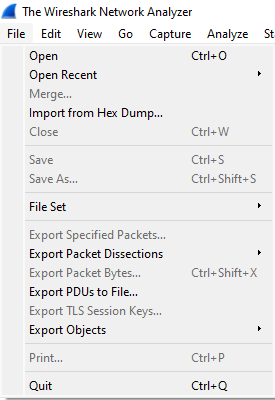 The Wireshark Network Analyzer
File Edit View Go Capture Analyze St
Open Ctrl+O
Open Recent
Merge...
Import from Hex Dump...
Close Ctrl+W
Save Ctrl+S
Save As... Ctrl+Shift+S
File Set
Export Specified Packets...
Export Packet Dissections
Export Packet Bytes... Ctrl+Shift+X
Export PDUs to File...
Export TLS Session Keys...
Export Objects
Print... Ctrl+P
Quit Ctrl+Q